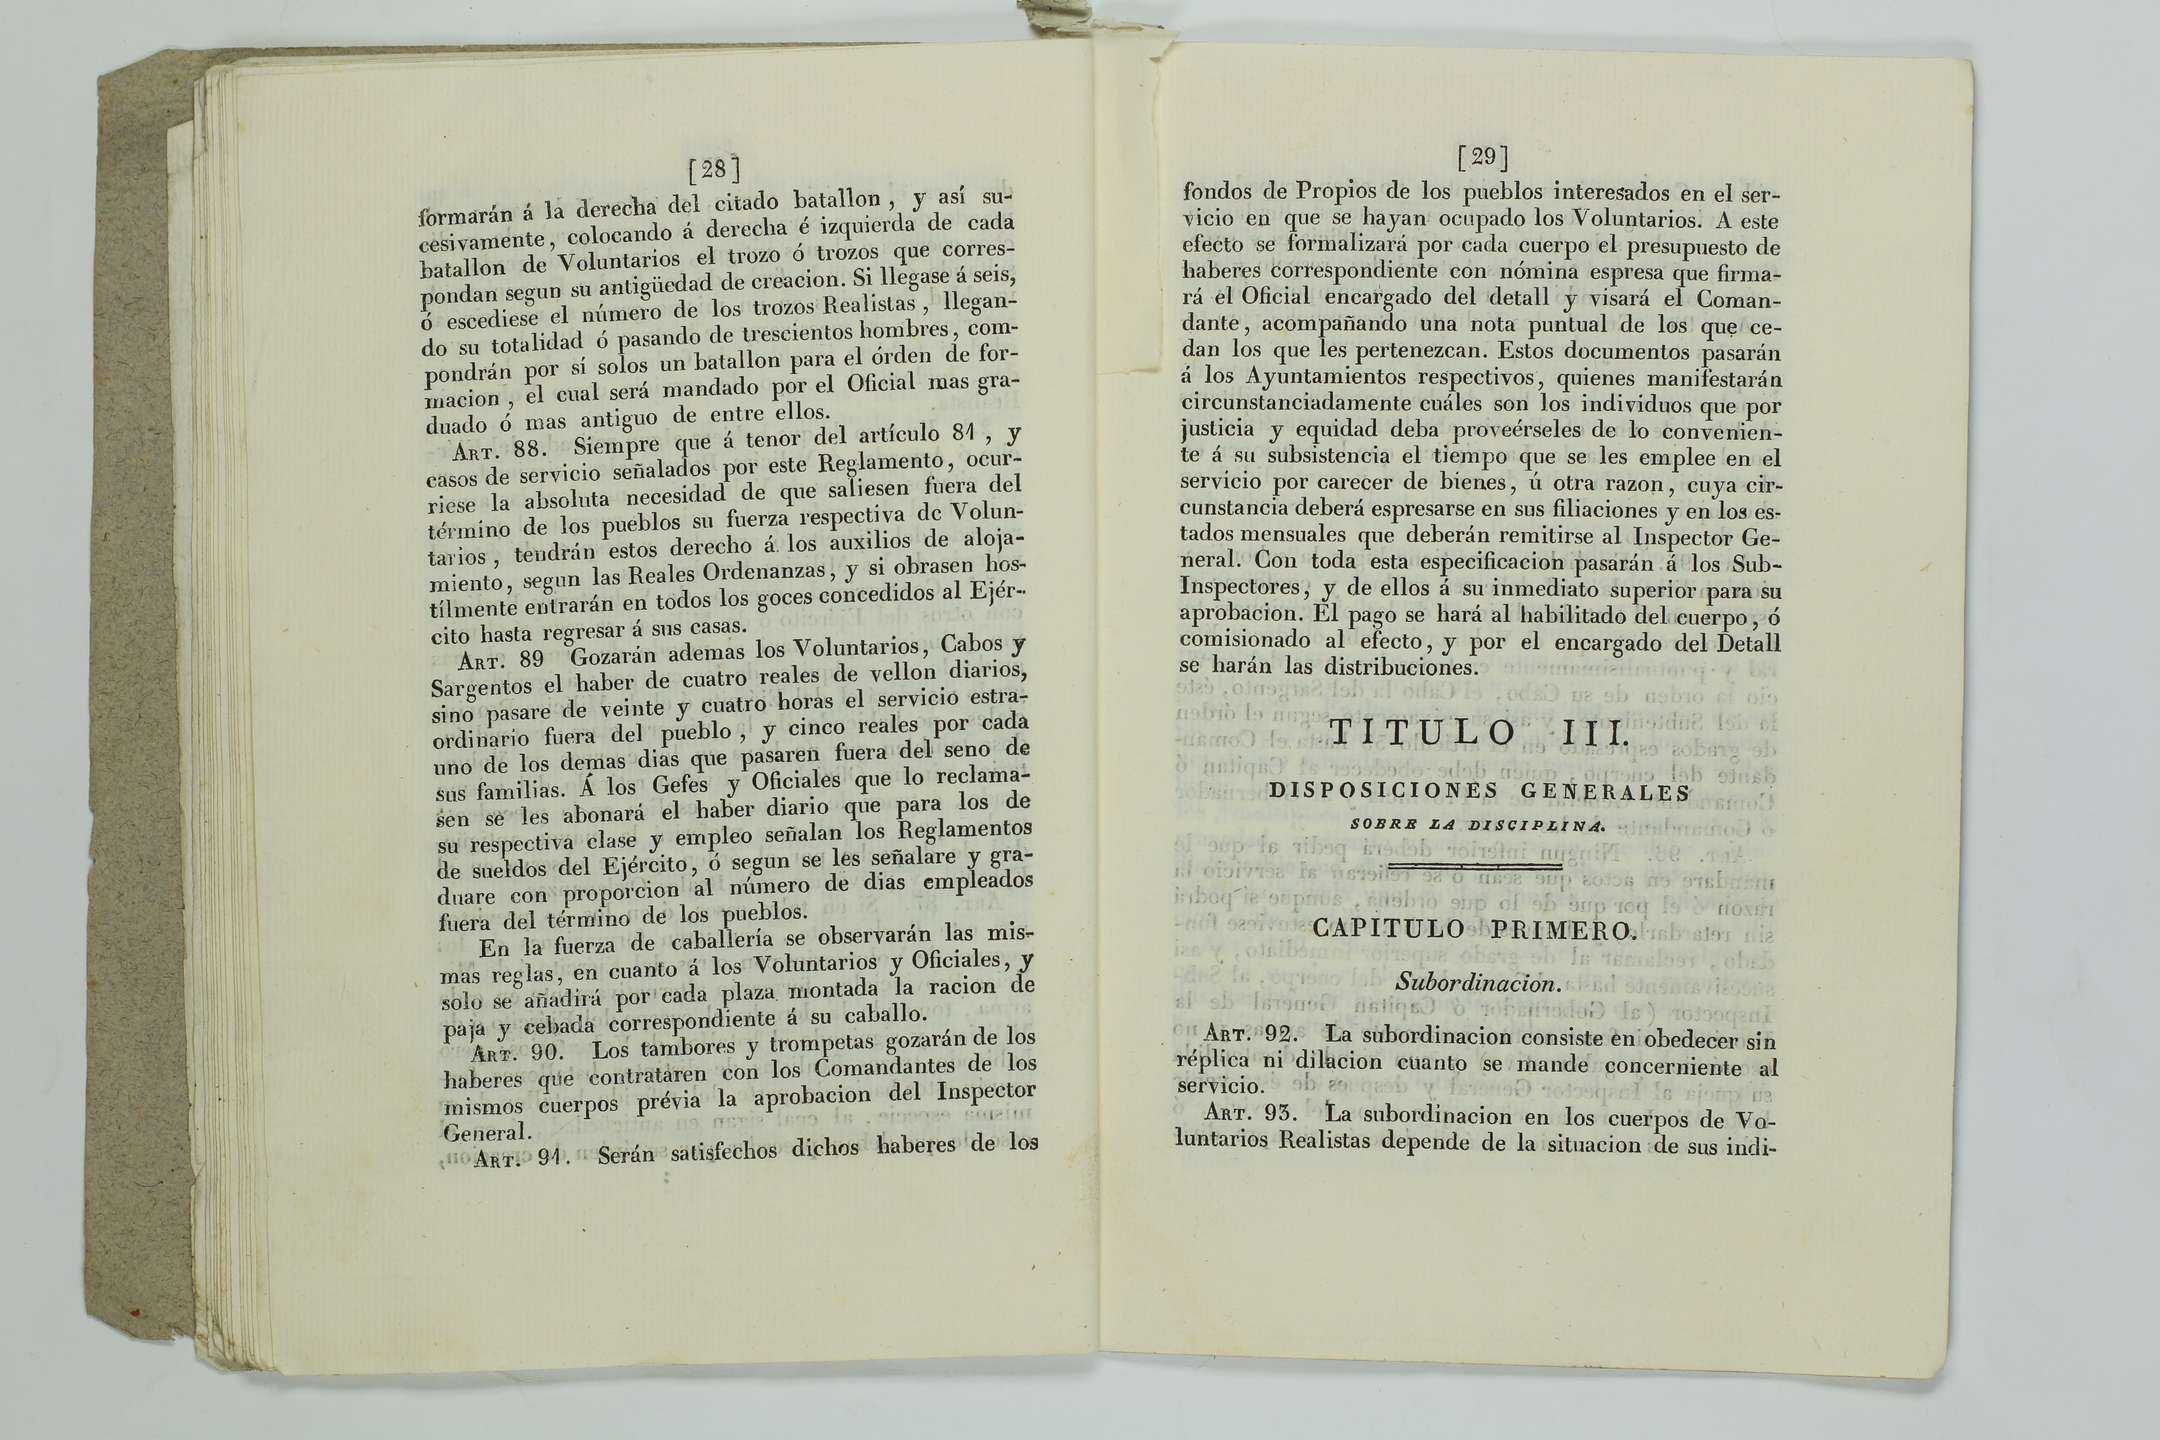 [28]
formarán á la derecha del citado batallon, y así su-
cesivamente, colocando á derecha é izquierda de cada
batallon de Voluntarios el trozo ó trozos que corres-
pondan segun su antigüedad de creacion. Si llegase á seis,
ó escediese el número de los trozos Realistas, llegan-
do su totalidad ó pasando de trescientos hombres, com-
pondrán por sí solos un batallon para el órden de for-
macion, el cual será mandado por el Oficial mas gra-
duado ó mas antiguo de entre ellos.
ART. 88. Siempre que á tenor del artículo 81, y
casos de servicio señalados por este Reglamento, ocur-
riese la absoluta necesidad de que saliesen fuera del
término de los pueblos su fuerza respectiva de Volun-
tarios, tendrán estos derecho á los auxilios de aloja-
miento, segun las Reales Ordenanzas, y si obrasen hos-
tílmente entrarán en todos los goces concedidos al Ejér-
cito hasta regresar á sus casas.
ART. 89 Gozarán ademas los Voluntarios, Cabos y
Sargentos el haber de cuatro reales de vellon diarios,
sino pasare de veinte y cuatro horas el servicio estra-
ordinario fuera del pueblo, y cinco reales por cada
uno de los demas dias que pasaren fuera del seno de
sus familias. Á los Gefes y Oficiales que lo reclama-
sen se les abonará el haber diario que para los de
su respectiva clase y empleo señalan los Reglamentos
de sueldos del Ejército, ó segun se les señalare y gra-
duare con proporcion al número de dias empleados
fuera del término de los pueblos.
En la fuerza de caballería se observarán las mis-
mas reglas, en cuanto á los Voluntarios y Oficiales, y
solo se añadirá por cada plaza montada la racion de
paja y cebada correspondiente á su caballo.
ART. 90. Los tambores y trompetas gozarán de los
haberes que contrataren con los Comandantes de los
mismos cuerpos prévia la aprobacion del Inspector
General.
ART. 91. Serán satisfechos dichos haberes de los
[29]
fondos de Propios de los pueblos interesados en el ser-
vicio en que se hayan ocupado los Voluntarios. A este
efecto se formalizará por cada cuerpo el presupuesto de
haberes correspondiente con nómina espresa que firma-
rá el Oficial encargado del detall y visará el Coman-
dante, acompañando una nota puntual de los que ce-
dan los que les pertenezcan. Estos documentos pasarán
á los Ayuntamientos respectivos, quienes manifestarán
circunstanciadamente cuáles son los individuos que por
justicia y equidad deba proveérseles de lo convenien-
te á su subsistencia el tiempo que se les emplee en el
servicio por carecer de bienes, ú otra razon, cuya cir-
cunstancia deberá espresarse en sus filiaciones y en los es-
tados mensuales que deberán remitirse al Inspector Ge-
neral. Con toda esta especificacion pasarán á los Sub-
Inspectores, y de ellos á su inmediato superior para su
aprobacion. El pago se hará al habilitado del cuerpo, ó
comisionado al efecto, y por el encargado del Detall
se harán las distribuciones.
TITULO III.
DISPOSICIONES GENERALES
SOBRE LA DISCIPLINA.
CAPITULO PRIMERO.
Subordinacion.
ART. 92. La subordinacion consiste en obedecer sin
réplica ni dilacion cuanto se mande concerniente al
servicio.
ART. 93. La subordinacion en los cuerpos de Vo-
luntarios Realistas depende de la situacion de sus indi-